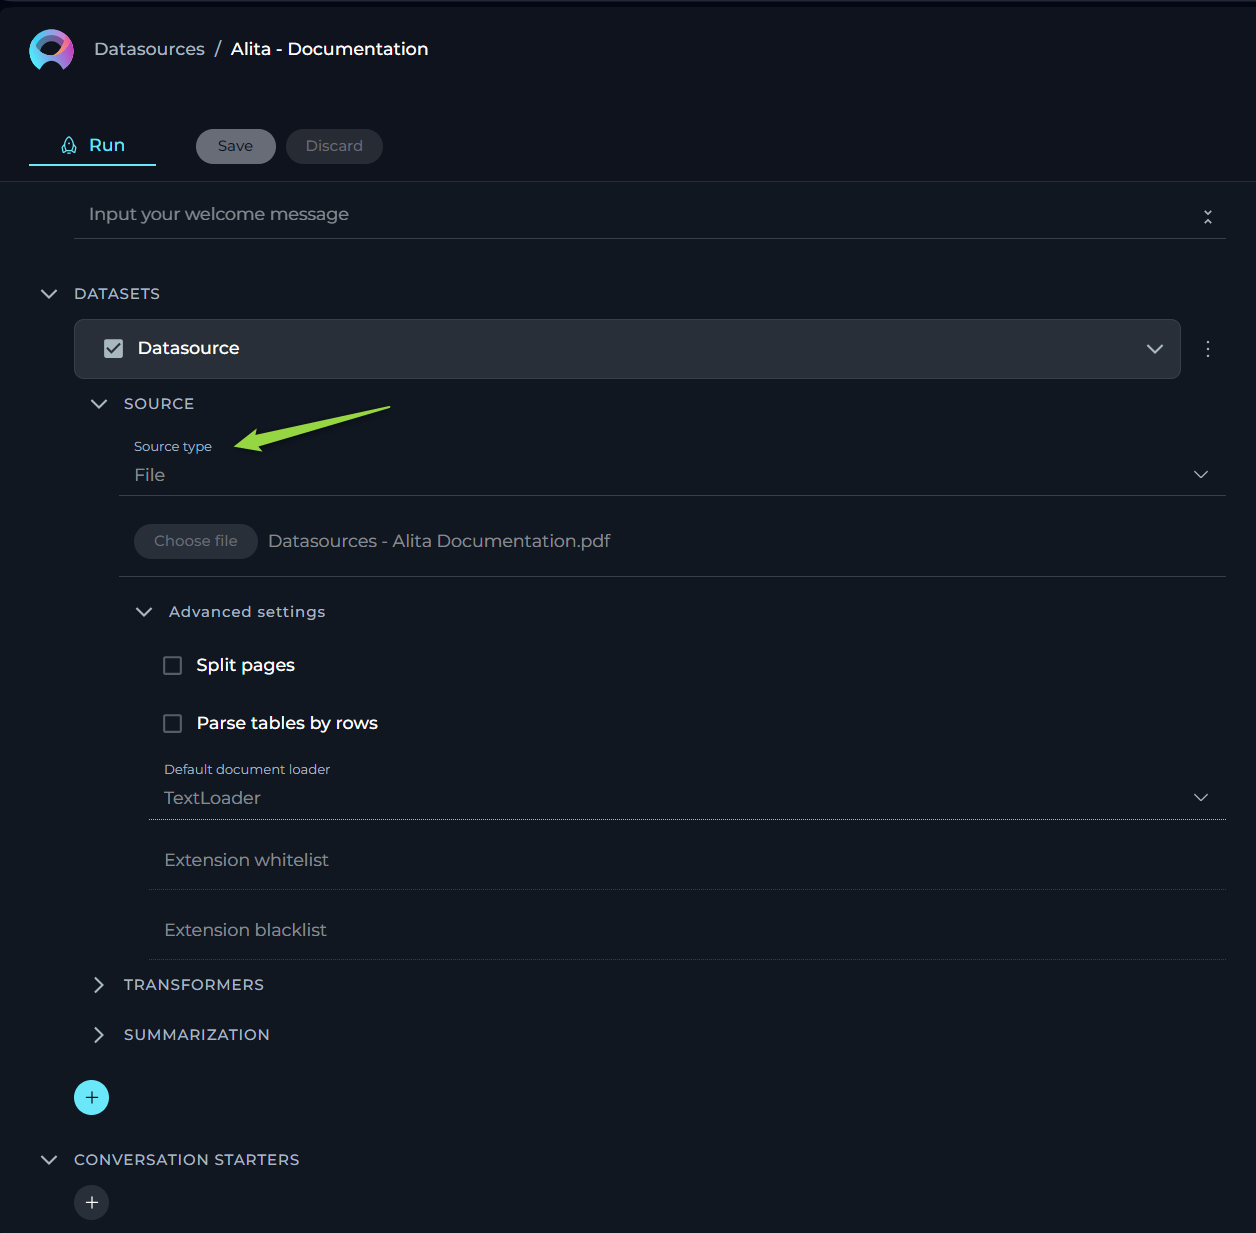 Datasources / Alita - Documentation
Run Save Discard
Input your welcome message
DATASETS
Datasource
SOURCE
Source type
File
Choose file Datasources - Alita Documentation.pdf
Advanced settings
Split pages
Parse tables by rows
Default document loader
TextLoader
Extension whitelist
Extension blacklist
TRANSFORMERS
SUMMARIZATION
CONVERSATION STARTERS